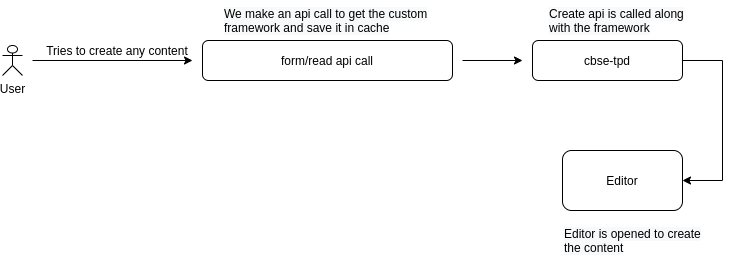 We make an api call to get the custom
framework and save it in cache
Create api is called along
with the framework
Tries to create any content
form/read api call
cbse-tpd
User
Editor
Editor is opened to create
the content